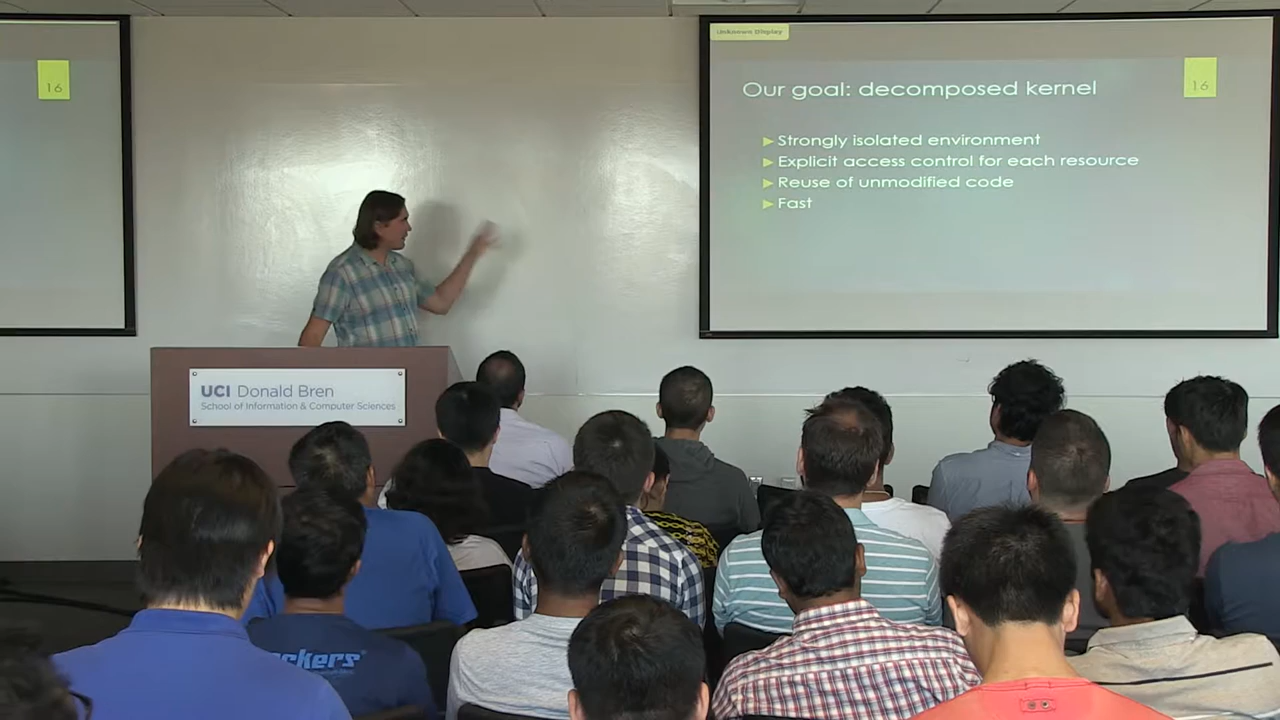 16
Unknown Display
Our goal: decomposed kernel
16
Strongly isolated environment
Explicit access control for each resource
Reuse of unmodified code
Fast
UCI Donald Bren
School of Information & Computer Sciences
ckers